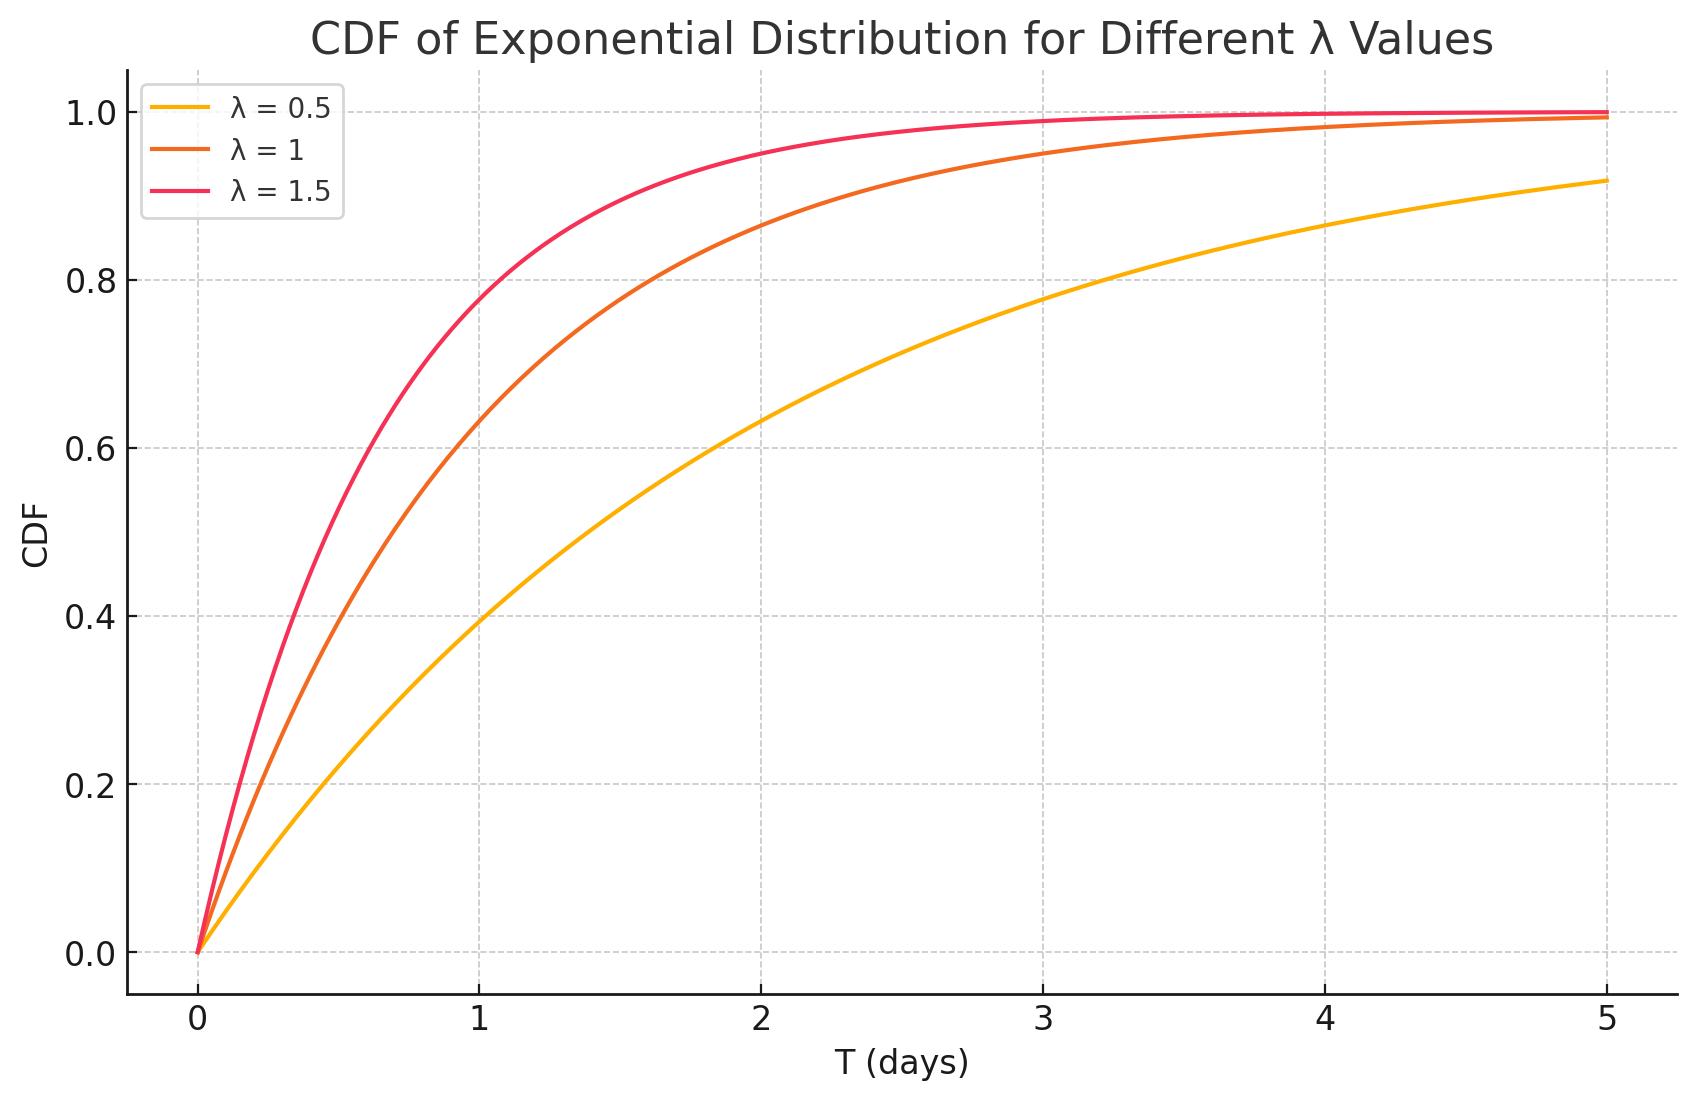 CDF of Exponential Distribution for Different λ Values
λ = 0.5
λ = 1
λ = 1.5
1.0
0.8
0.6
0.4
0.2
0.0
CDF
0 1 2 3 4 5
T (days)